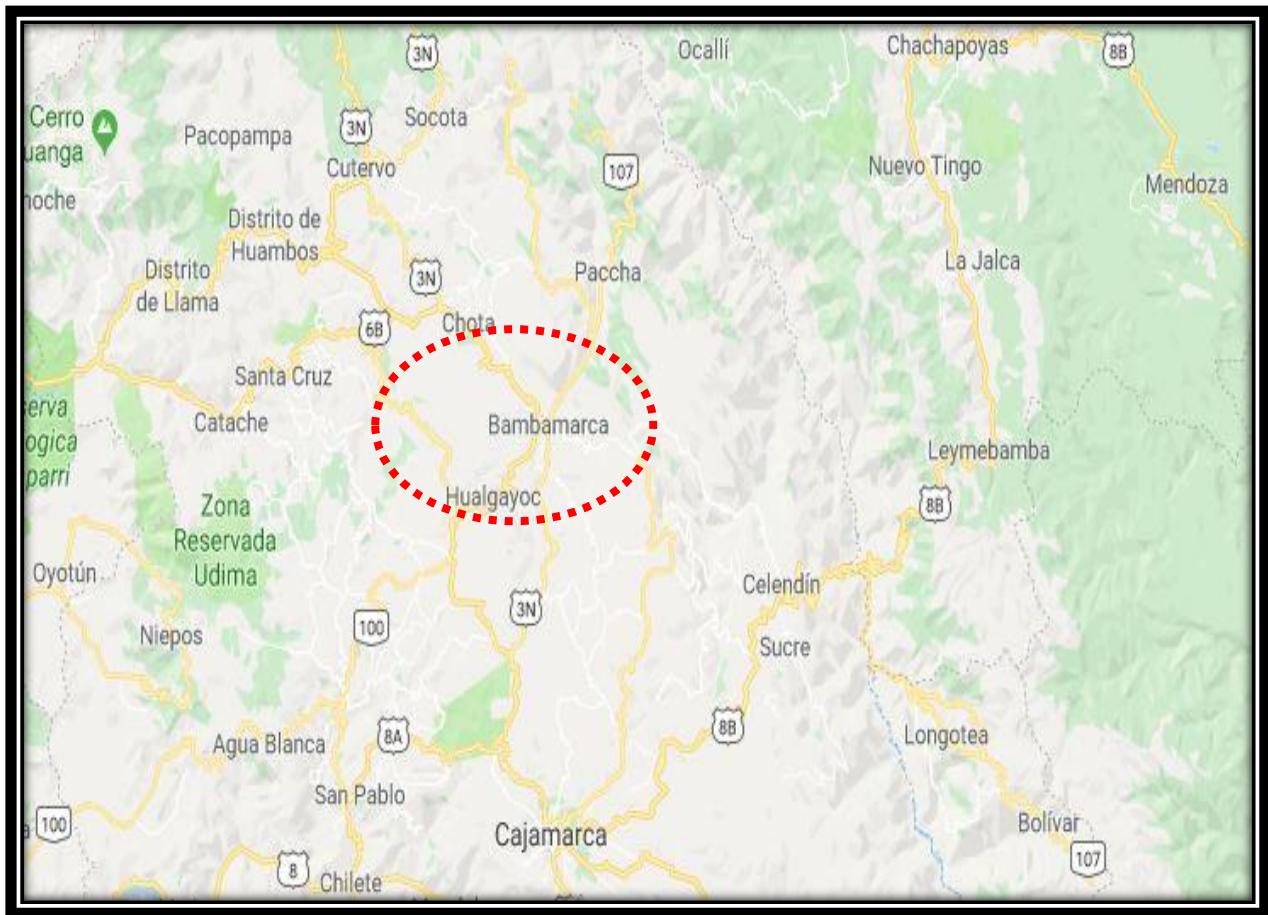 3N
Ocallí
Chachapoyas
8B
Cerro
uanga
noche
Pacopampa
3N
Socota
Cutervo
107
Nuevo Tingo
Mendoza
Distrito de
Huambos
Distrito
de Llama
3N
Paccha
La Jalca
6B
Chota
Santa Cruz
Catache
Bambamarca
erva
ogica
parri
Leymebamba
Hualgayoc
8B
Zona
Reservada
Udima
Oyotún
Celendín
3N
Niepos
100
Sucre
8A
Agua Blanca
8B
Longotea
San Pablo
100
Cajamarca
Bolívar
107
8
Chilete